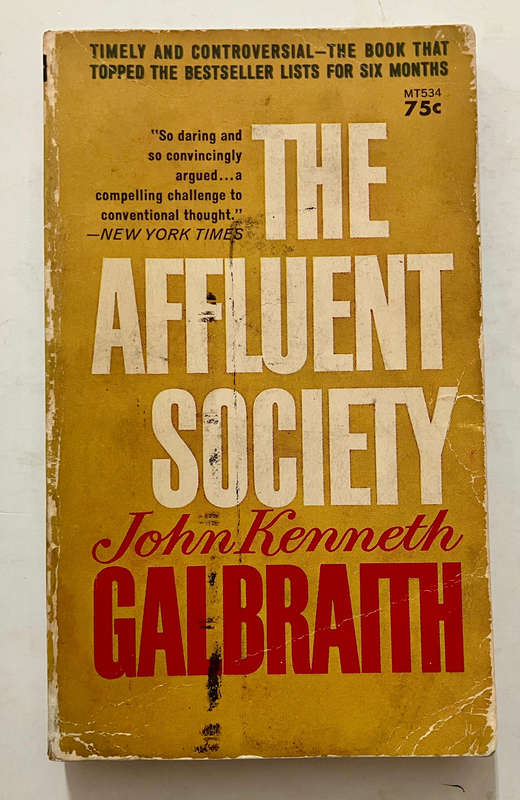 TIMELY AND CONTROVERSIAL—THE BOOK THAT
TOPPED THE BESTSELLER LISTS FOR SIX MONTHS
MT534
75c
"So daring and
so convincingly
argued...a
compelling challenge to
conventional thought."
—NEW YORK TIMES
THE
AFFLUENT
SOCIETY
John Kenneth
GALBRAITH